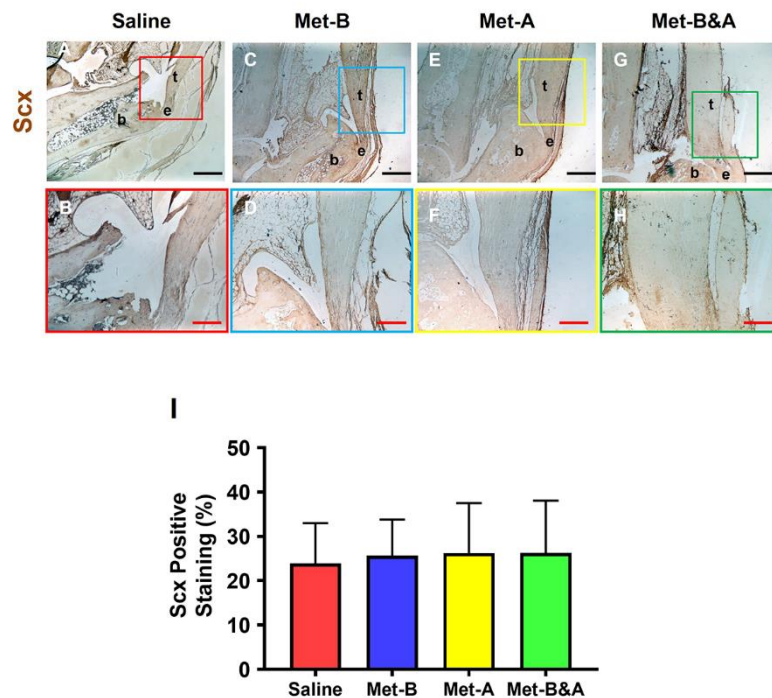 Saline Met-B Met-A Met-B&A
Scx
A C E G
t t t t
e e e e
b b b b
B D F H
I
Scx Positive
Staining (%)
50
40
30
20
10
0
Saline Met-B Met-A Met-B&A